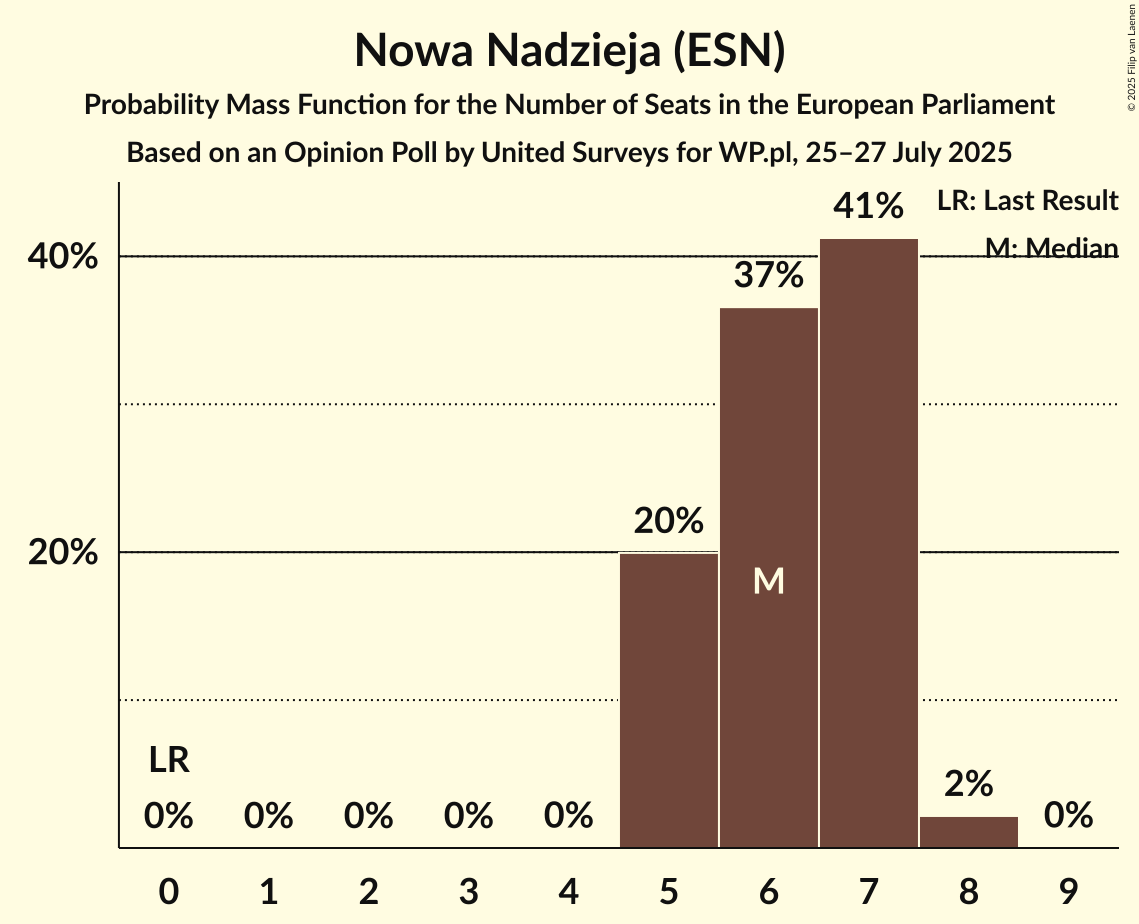 Nowa Nadzieja (ESN)
Probability Mass Function for the Number of Seats in the European Parliament
Based on an Opinion Poll by United Surveys for WP.pl, 25–27 July 2025
© 2025 Filip van Laenen
LR: Last Result
M: Median
40%
20%
41%
37%
20%
M
LR
0%
0%
0%
0%
0%
2%
0%
0
1
2
3
4
5
6
7
8
9